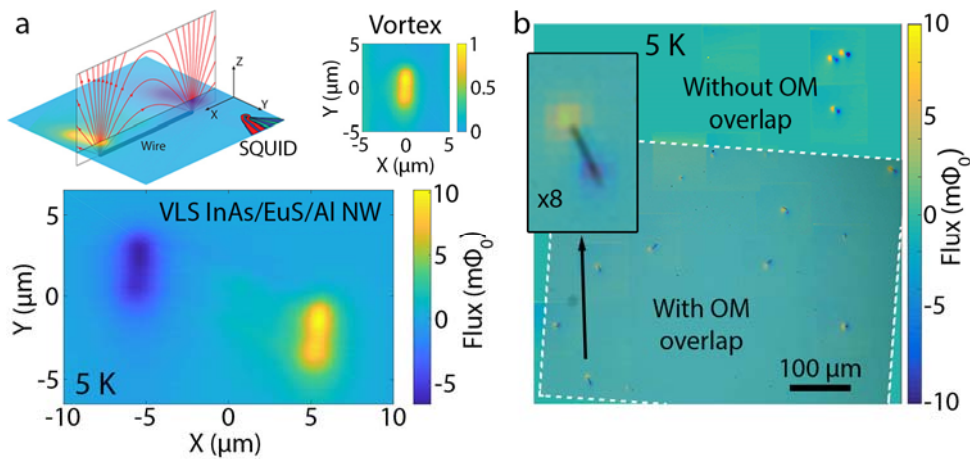 a
Z
X
Y
Wire
SQUID
Vortex
5
0
-5
Y (µm)
-5 0 5
X (µm)
1
0.5
0
VLS InAs/EuS/Al NW
5 K
5
0
-5
Y (µm)
-10 -5 0 5 10
X (µm)
10
5
0
-5
Flux (mΦ₀)
b
5 K
Without OM
overlap
x8
With OM
overlap
100 µm
10
5
0
-5
-10
Flux (mΦ₀)